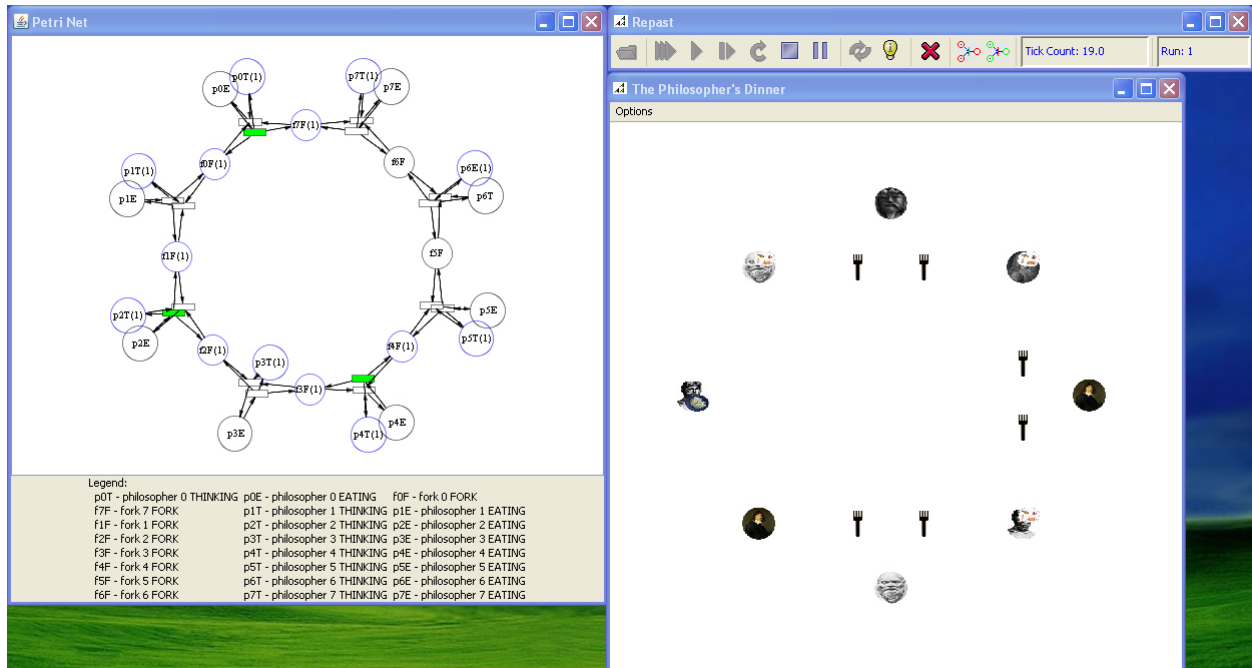 Petri Net
p0T(1)
p0E
p7T(1)
p7E
f7F(1)
f0F(1)
f6F
p1T(1)
p1E
p6E(1)
p6T
f1F(1)
f5F
p2T(1)
p2E
p5E
p5T(1)
f2F(1)
f4F(1)
p3T(1)
f3F(1)
p3E
p4T(1)
p4E
Legend:
p0T - philosopher 0 THINKING p0E - philosopher 0 EATING f0F - fork 0 FORK
f7F - fork 7 FORK p1T - philosopher 1 THINKING p1E - philosopher 1 EATING
f1F - fork 1 FORK p2T - philosopher 2 THINKING p2E - philosopher 2 EATING
f2F - fork 2 FORK p3T - philosopher 3 THINKING p3E - philosopher 3 EATING
f3F - fork 3 FORK p4T - philosopher 4 THINKING p4E - philosopher 4 EATING
f4F - fork 4 FORK p5T - philosopher 5 THINKING p5E - philosopher 5 EATING
f5F - fork 5 FORK p6T - philosopher 6 THINKING p6E - philosopher 6 EATING
f6F - fork 6 FORK p7T - philosopher 7 THINKING p7E - philosopher 7 EATING
Repast
Tick Count: 19.0
Run: 1
The Philosopher's Dinner
Options